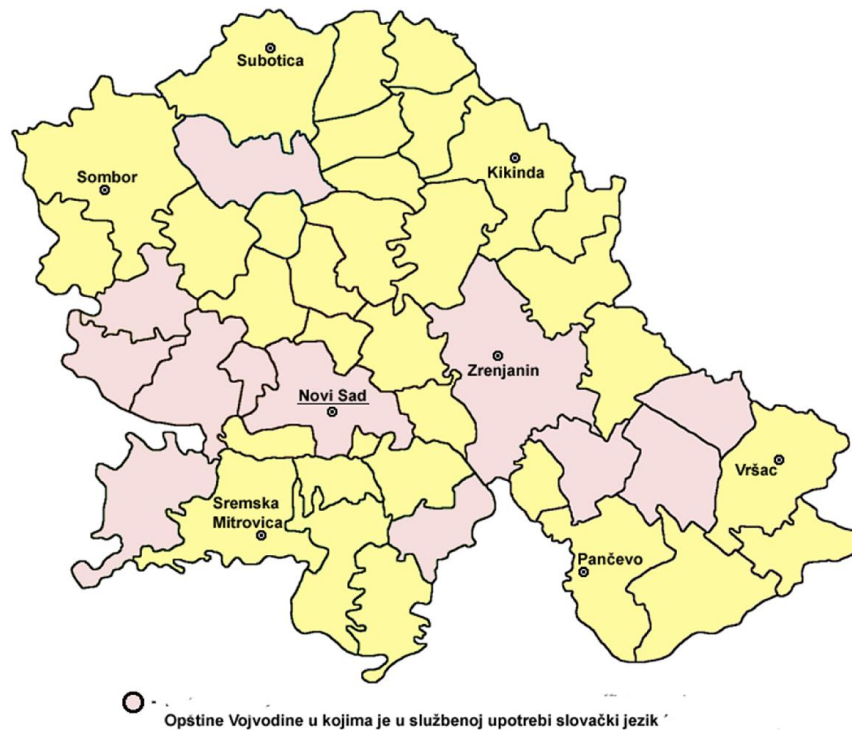 Subotica
Sombor
Kikinda
Zrenjanin
Novi Sad
Vršac
Sremska
Mitrovica
Pančevo
Opštine Vojvodine u kojima je u službenoj upotrebi slovački jezik